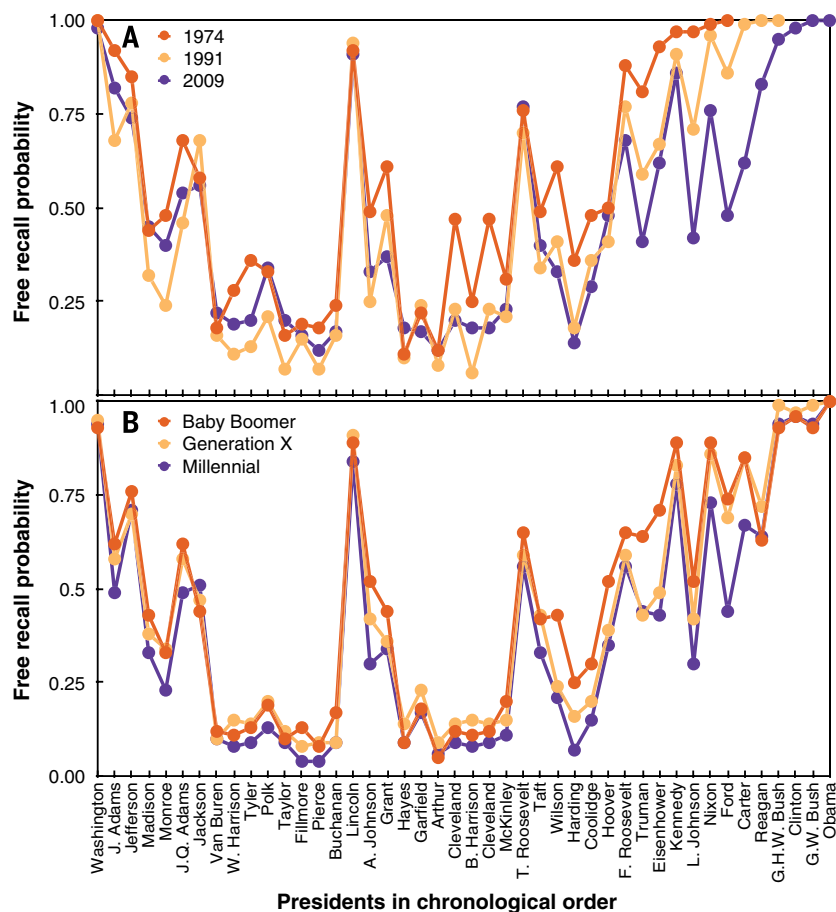 A
1974
1991
2009
1.00
0.75
0.50
0.25
Free recall probability
B
Baby Boomer
Generation X
Millennial
1.00
0.75
0.5
0.25
0.00
Free recall probability
Washington
J. Adams
Jefferson
Madison
Monroe
J.Q. Adams
Jackson
Van Buren
W. Harrison
Tyler
Polk
Taylor
Fillmore
Pierce
Buchanan
Lincoln
A. Johnson
Grant
Hayes
Garfield
Arthur
Cleveland
B. Harrison
Cleveland
McKinley
T. Roosevelt
Taft
Wilson
Harding
Coolidge
Hoover
F. Roosevelt
Truman
Eisenhower
Kennedy
L. Johnson
Nixon
Ford
Carter
Reagan
G.H.W. Bush
Clinton
G.W. Bush
Obama
Presidents in chronological order